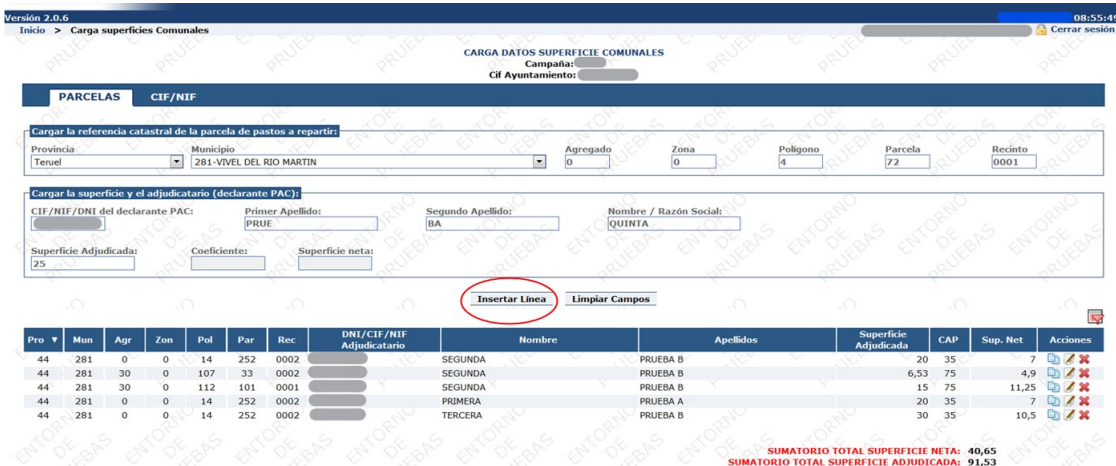 Versión 2.0.6 08:55:49
Inicio > Carga superficies Comunales Cerrar sesión
CARGA DATOS SUPERFICIE COMUNALES
Campaña:
Cif Ayuntamiento:
PARCELAS CIF/NIF
Cargar la referencia catastral de la parcela de pastos a repartir:
Provincia Municipio Agregado Zona Polígono Parcela Recinto
Teruel 281-VIVEL DEL RIO MARTIN 0 0 4 72 0001
Cargar la superficie y el adjudicatario (declarante PAC):
CIF/NIF/DNI del declarante PAC: Primer Apellido: Segundo Apellido: Nombre / Razón Social:
PRUE BA QUINTA
Superficie Adjudicada: Coeficiente: Superficie neta:
25
Insertar Línea Limpiar Campos
Pro ▼ Mun Agr Zon Pol Par Rec DNI/CIF/NIF Adjudicatario Nombre Apellidos Superficie Adjudicada CAP Sup. Net Acciones
44 281 0 0 14 252 0002 SEGUNDA PRUEBA B 20 35 7
44 281 30 0 107 33 0002 SEGUNDA PRUEBA B 6,53 75 4,9
44 281 30 0 112 101 0001 SEGUNDA PRUEBA B 15 75 11,25
44 281 0 0 14 252 0002 PRIMERA PRUEBA A 20 35 7
44 281 0 0 14 252 0002 TERCERA PRUEBA B 30 35 10,5
SUMATORIO TOTAL SUPERFICIE NETA: 40,65
SUMATORIO TOTAL SUPERFICIE ADJUDICADA: 91,53
ENTORNO DE PRUEBAS